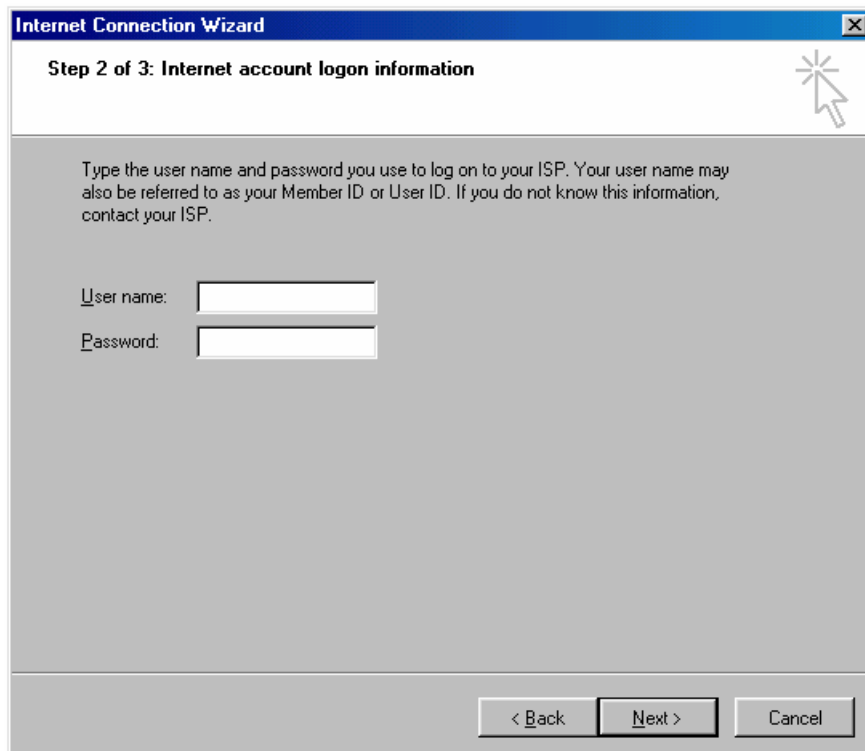 Internet Connection Wizard
Step 2 of 3: Internet account logon information
Type the user name and password you use to log on to your ISP. Your user name may
also be referred to as your Member ID or User ID. If you do not know this information,
contact your ISP.
User name:
Password:
< Back Next > Cancel